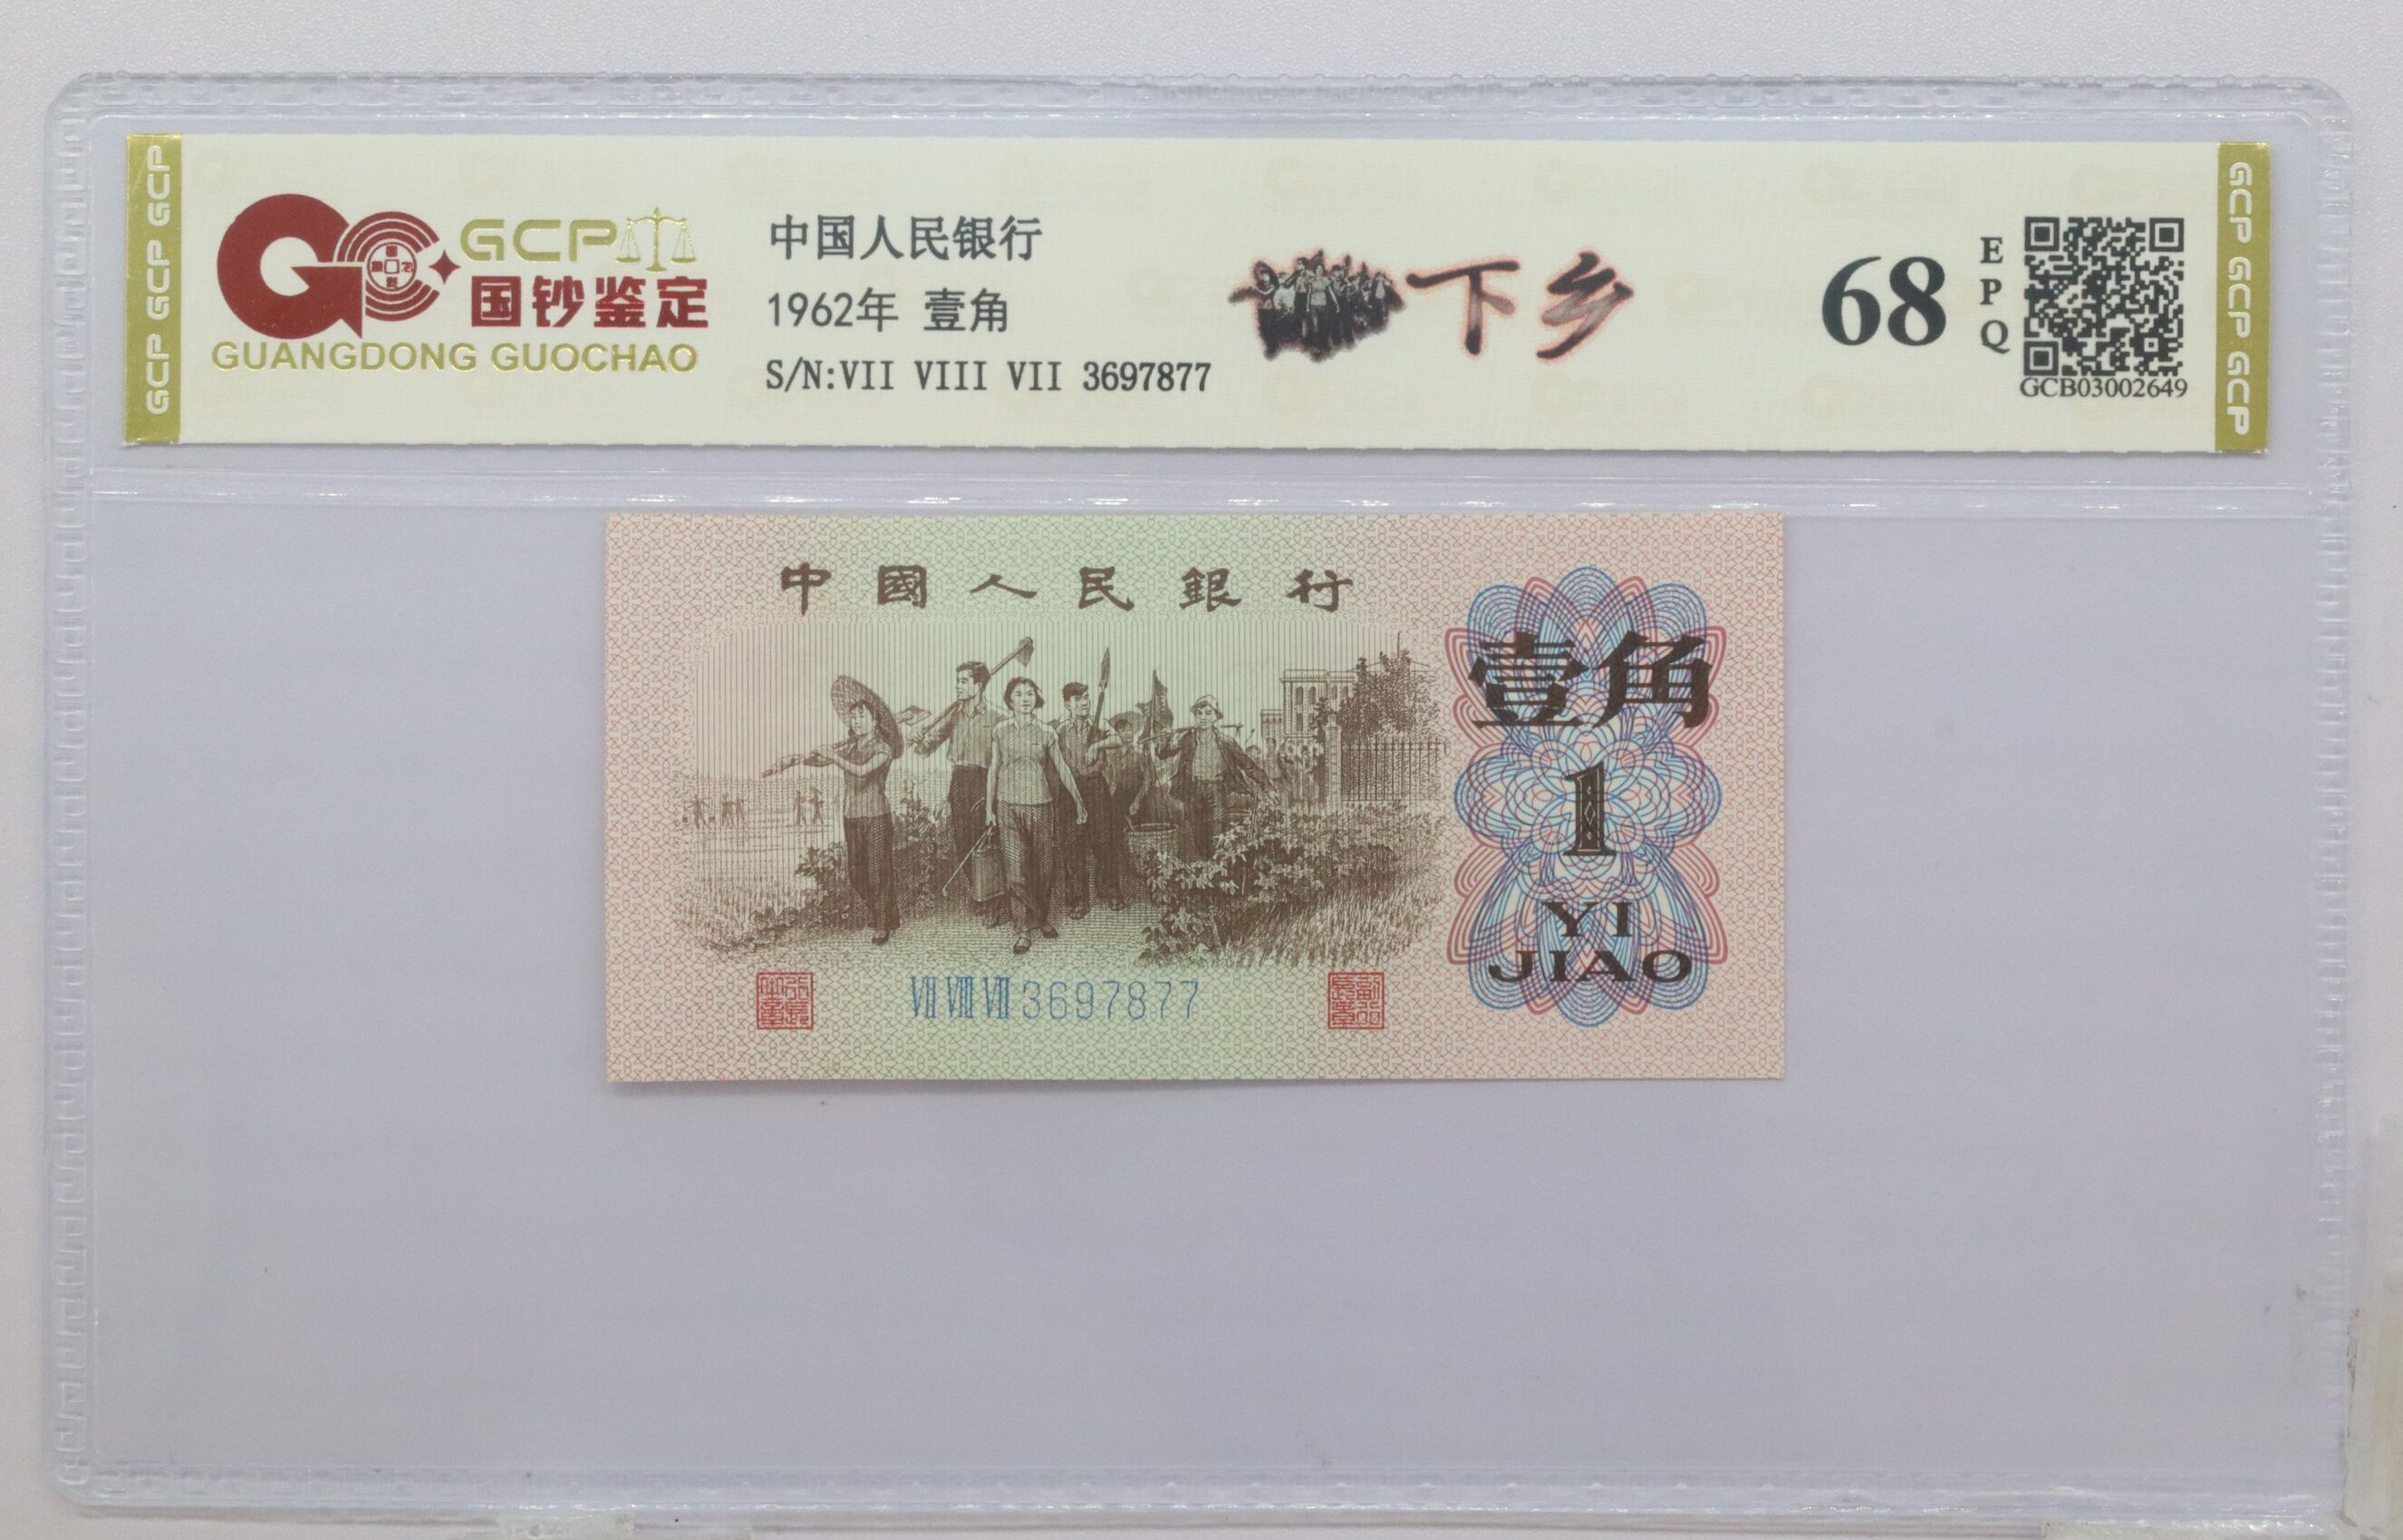 GCP GCP GCP
GCP
国钞鉴定
GUANGDONG GUOCHAO
中国人民银行
1962年 壹角
S/N:VII VIII VII 3697877
下乡
68
EPQ
GCB03002649
GCP GCP GCP
中國人民銀行
壹角
1
YI
JIAO
VII VIII VII 3697877